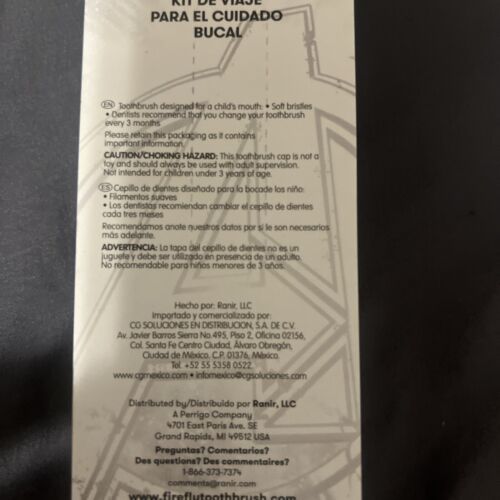 KIT DE VIAJE
PARA EL CUIDADO
BUCAL
EN Toothbrush designed for a child's mouth: • Soft bristles
• Dentists recommend that you change your toothbrush
every 3 months
Please retain this packaging as it contains
important information.
CAUTION/CHOKING HAZARD: This toothbrush cap is not a
toy and should always be used with adult supervision.
Not intended for children under 3 years of age.
ES Cepillo de dientes diseñado para la bocade los niño:
• Filamentos suaves
• Los dentistas recomiendan cambiar el cepillo de dientes
cada tres meses
Recomendamos anote nuestros datos por si le son necesarios
más adelante.
ADVERTENCIA: La tapa del cepillo de dientes no es un
juguete y debe ser utilizado en presencia de un adulto.
No recomendable para niños menores de 3 años.
Hecho por: Ranir, LLC
Importado y comercializado por:
CG SOLUCIONES EN DISTRIBUCION, S.A. DE C.V.
Av. Javier Barros Sierra No.495, Piso 2, Oficina 02156,
Col. Santa Fe Centro Ciudad, Álvaro Obregón,
Ciudad de México. C.P. 01376, México.
Tel. +52 55 5358 0522
www.cgmexico.com • infomexico@cgsoluciones.com
Distributed by/Distribuido por Ranir, LLC
A Perrigo Company
4701 East Paris Ave. SE
Grand Rapids, MI 49512 USA
Preguntas? Comentarios?
Des questions? Des commentaires?
1-866-373-7374
comments@ranir.com
www.fireflytoothbrush.com